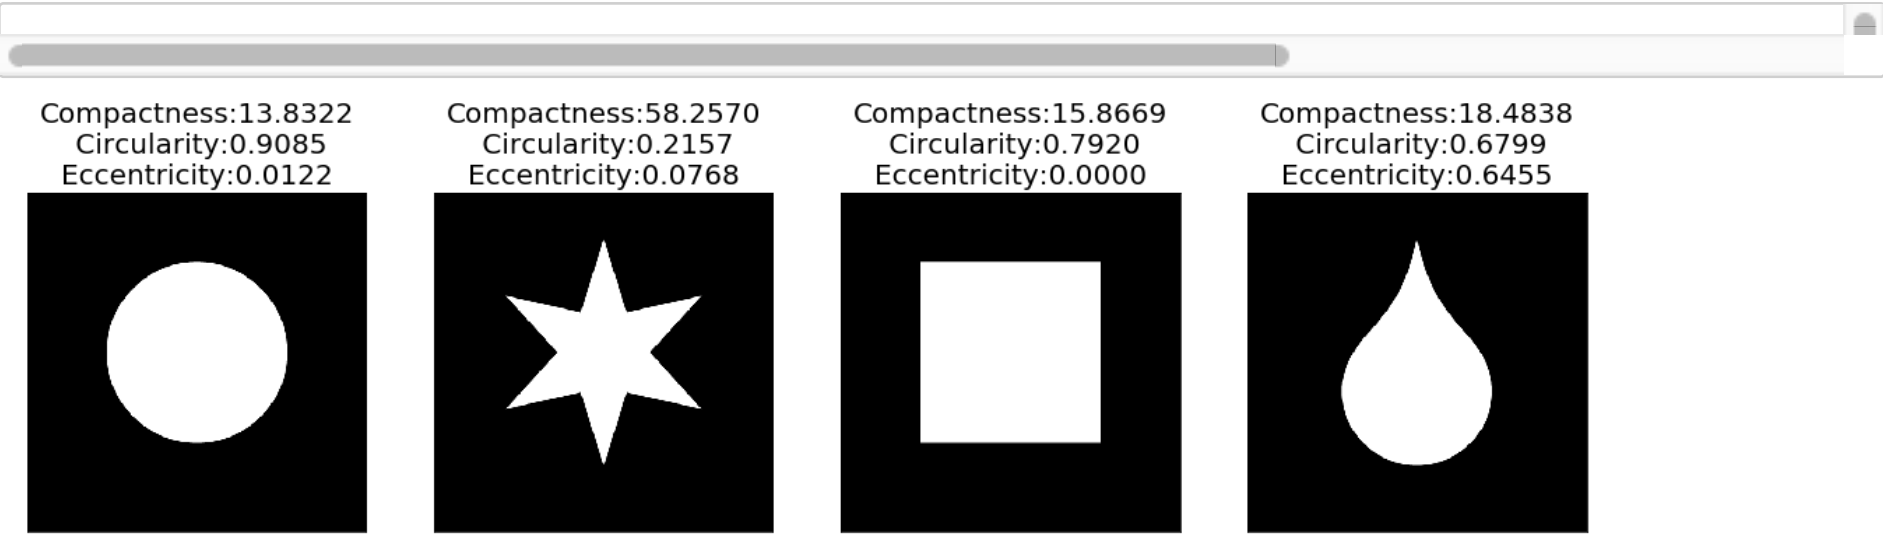 Compactness:13.8322
Circularity:0.9085
Eccentricity:0.0122
Compactness:58.2570
Circularity:0.2157
Eccentricity:0.0768
Compactness:15.8669
Circularity:0.7920
Eccentricity:0.0000
Compactness:18.4838
Circularity:0.6799
Eccentricity:0.6455